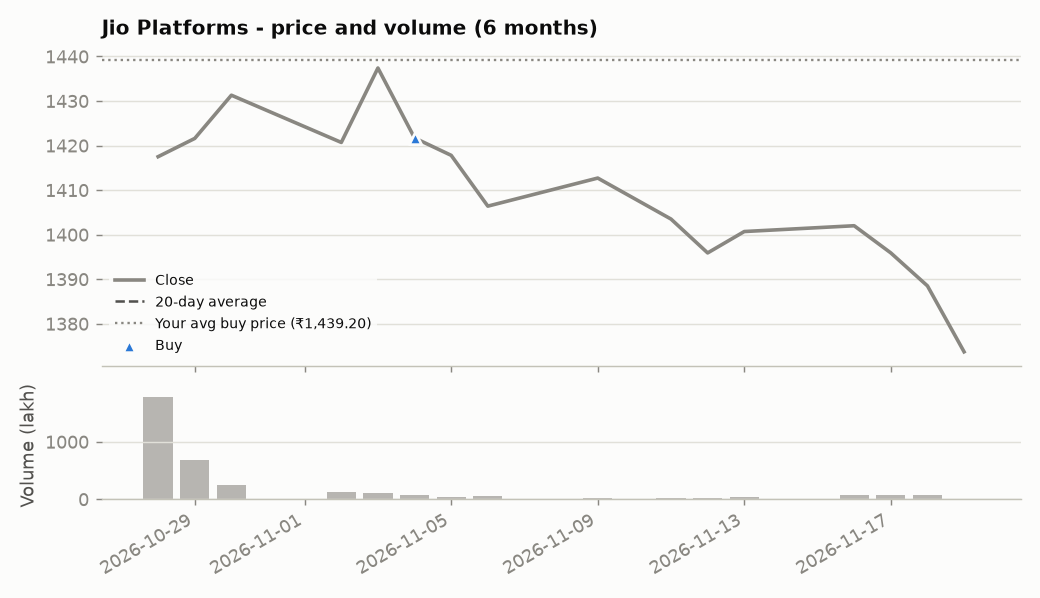 Jio Platforms - price and volume (6 months)
1440
1430
1420
1410
1400
1390
1380
Close
20-day average
Your avg buy price (₹1,439.20)
Buy
Volume (lakh)
1000
0
2026-10-29
2026-11-01
2026-11-05
2026-11-09
2026-11-13
2026-11-17